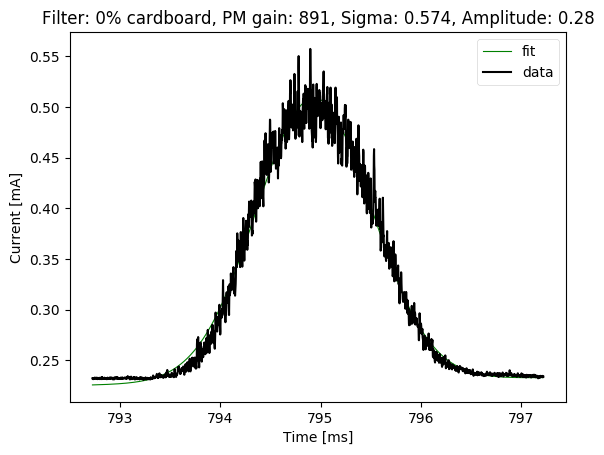 Filter: 0% cardboard, PM gain: 891, Sigma: 0.574, Amplitude: 0.28
fit
data
Current [mA]
0.55
0.50
0.45
0.40
0.35
0.30
0.25
793 794 795 796 797
Time [ms]